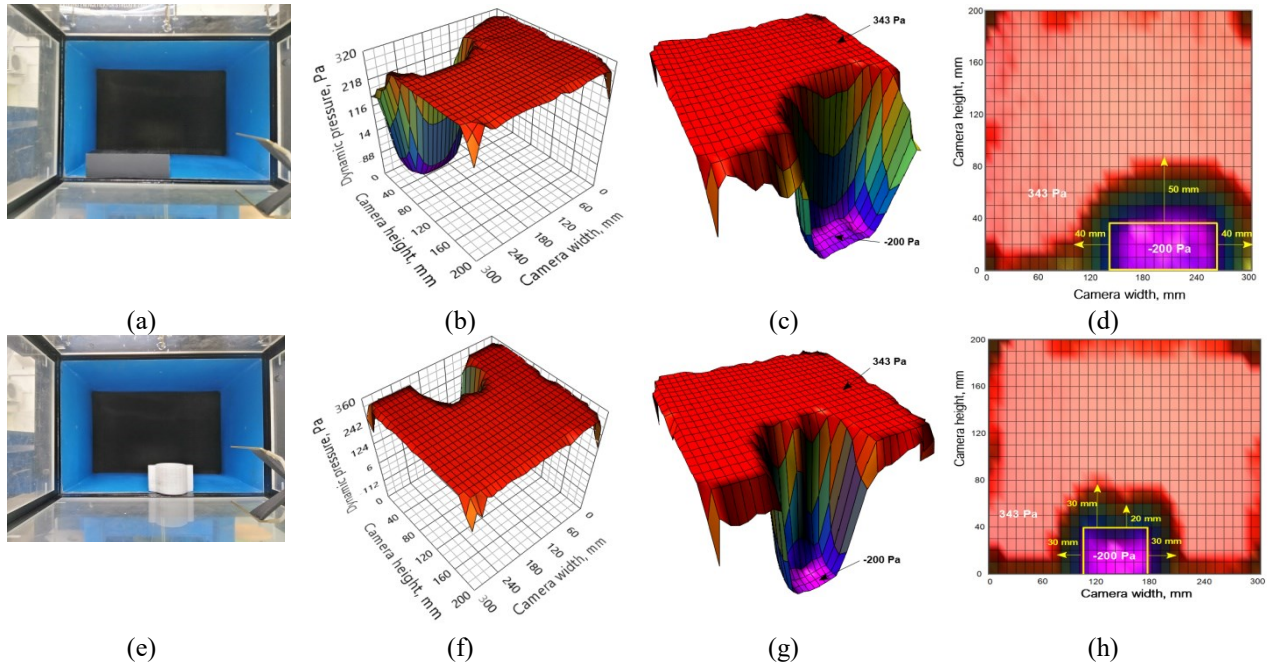 320
218
116
14
-88
0
40
80
120
160
200
300
240
180
120
60
0
Dynamic pressure, Pa
Camera height, mm
Camera width, mm
343 Pa
-200 Pa
200
160
120
80
40
0
Camera height, mm
343 Pa
50 mm
40 mm
-200 Pa
40 mm
0 60 120 180 240 300
Camera width, mm
(a) (b) (c) (d)
360
242
124
6
112
0
40
80
120
160
200
300
240
180
120
60
0
Dynamic pressure, Pa
Camera height, mm
Camera width, mm
343 Pa
-200 Pa
200
160
120
80
40
0
Camera height, mm
343 Pa
30 mm
20 mm
30 mm
-200 Pa
30 mm
0 60 120 180 240 300
Camera width, mm
(e) (f) (g) (h)